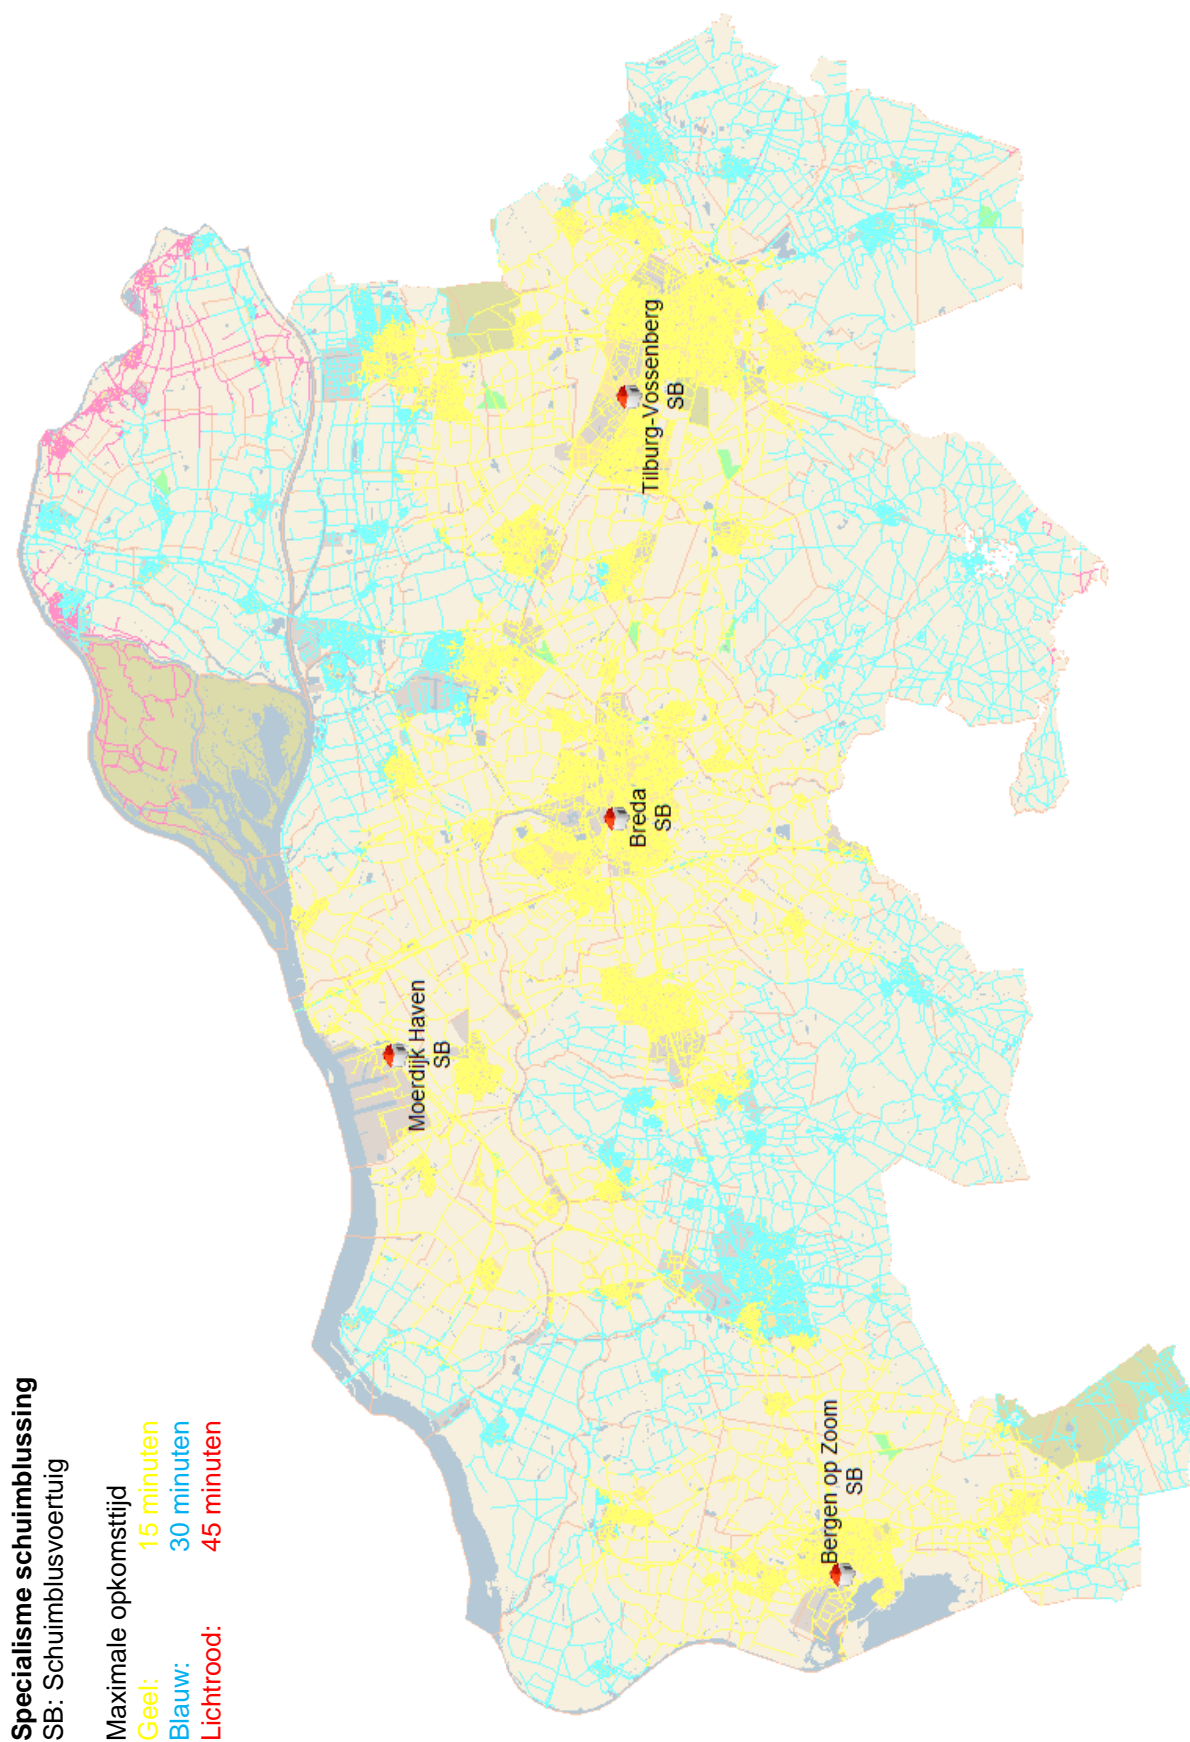 Specialisme schuimblussing
SB: Schuimblusvoertuig
Maximale opkomsttijd
Geel: 15 minuten
Blauw: 30 minuten
Lichtrood: 45 minuten
Bergen op Zoom
SB
Moerdijk Haven
SB
Breda
SB
Tilburg-Vossenberg
SB